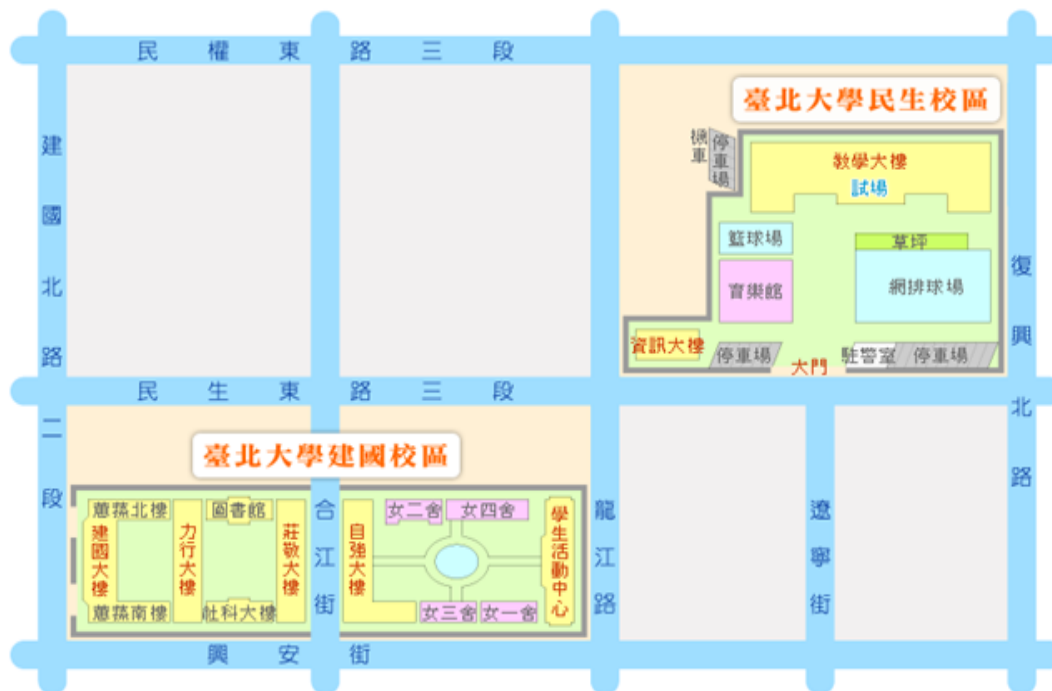 民權東路三段
建國北路二段
臺北大學民生校區
機車
停車場
教學大樓
試場
籃球場
草坪
育樂館
網排球場
復興北路
資訊大樓
停車場
大門
駐警室
停車場
民生東路三段
臺北大學建國校區
蕙蓀北樓
圖書館
女二舍
女四舍
建國大樓
力行大樓
莊敬大樓
合江街
自強大樓
學生活動中心
龍江路
遼寧街
蕙蓀南樓
社科大樓
女三舍
女一舍
興安街